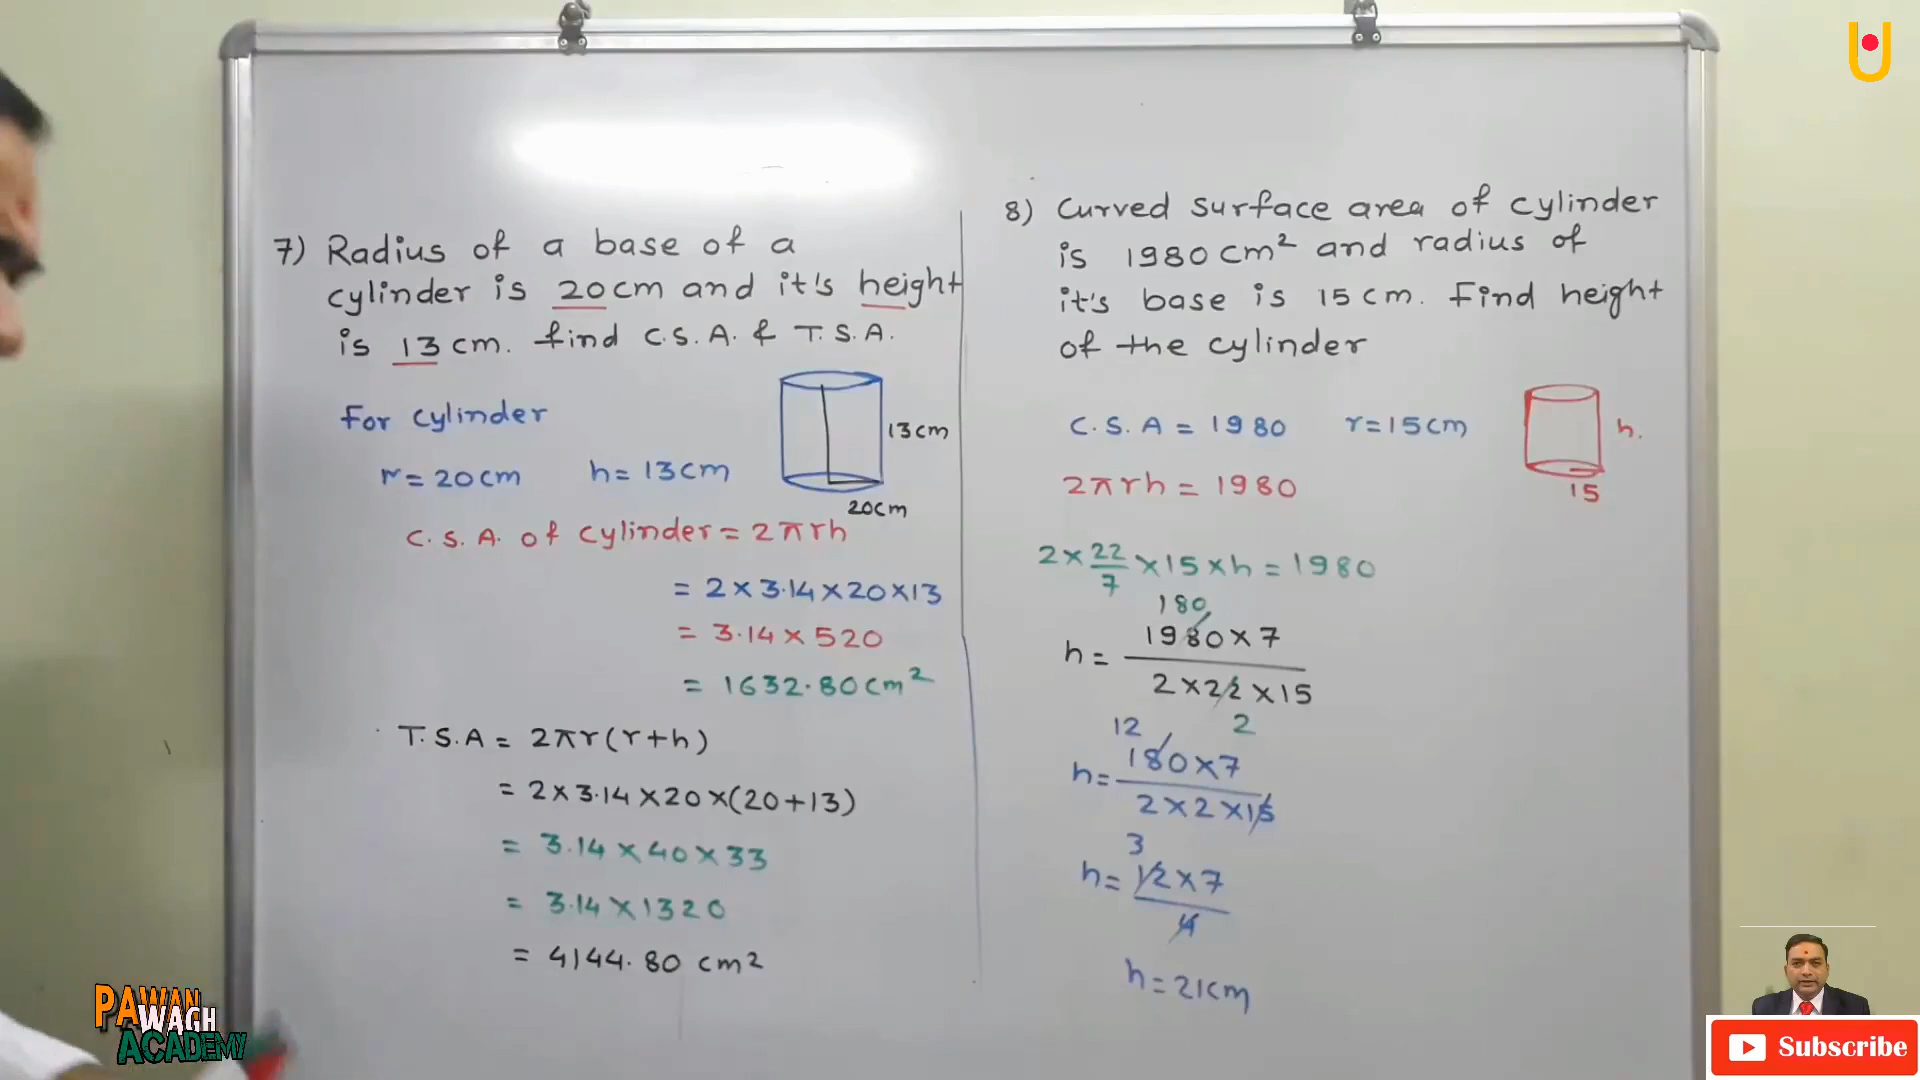 7) Radius of a base of a
cylinder is 20cm and it's height
is 13cm. find C.S.A. & T.S.A.
For cylinder
r=20cm h=13cm
13cm
20cm
C.S.A. of cylinder=2πrh
= 2×3.14×20×13
= 3.14×520
= 1632.80cm²
T.S.A = 2πr(r+h)
= 2×3.14×20×(20+13)
= 3.14×40×33
= 3.14×1320
= 4144.80 cm²
8) Curved surface area of cylinder
is 1980cm² and radius of
it's base is 15cm. Find height
of the cylinder
C.S.A = 1980 r=15cm
h.
15
2πrh = 1980
2×22/7×15×h=1980
180
h= 1980×7
2×22×15
12 2
h= 180×7
2×2×15
3
h= 12×7
4
h=21cm
PAWAN
WAGH
ACADEMY
U
Subscribe